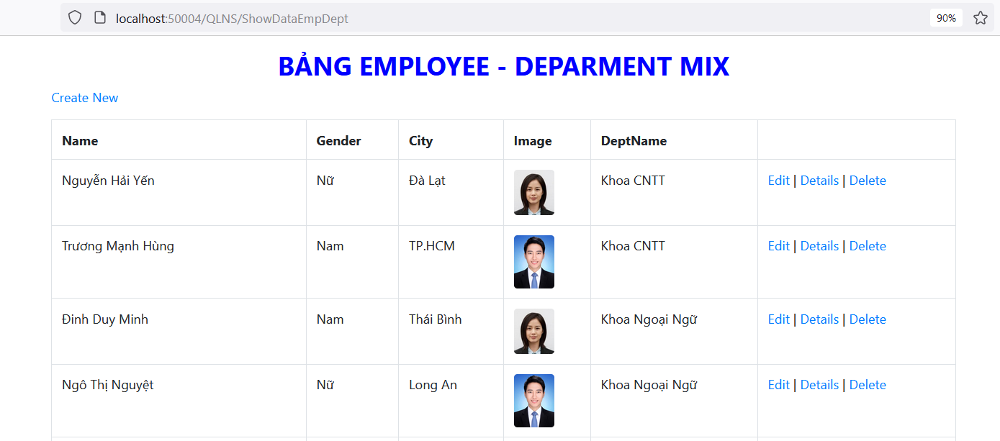 localhost:50004/QLNS/ShowDataEmpDept 90%
BẢNG EMPLOYEE - DEPARMENT MIX
Create New
Name Gender City Image DeptName
Nguyễn Hải Yến Nữ Đà Lạt Khoa CNTT Edit | Details | Delete
Trương Mạnh Hùng Nam TP.HCM Khoa CNTT Edit | Details | Delete
Đinh Duy Minh Nam Thái Bình Khoa Ngoại Ngữ Edit | Details | Delete
Ngô Thị Nguyệt Nữ Long An Khoa Ngoại Ngữ Edit | Details | Delete